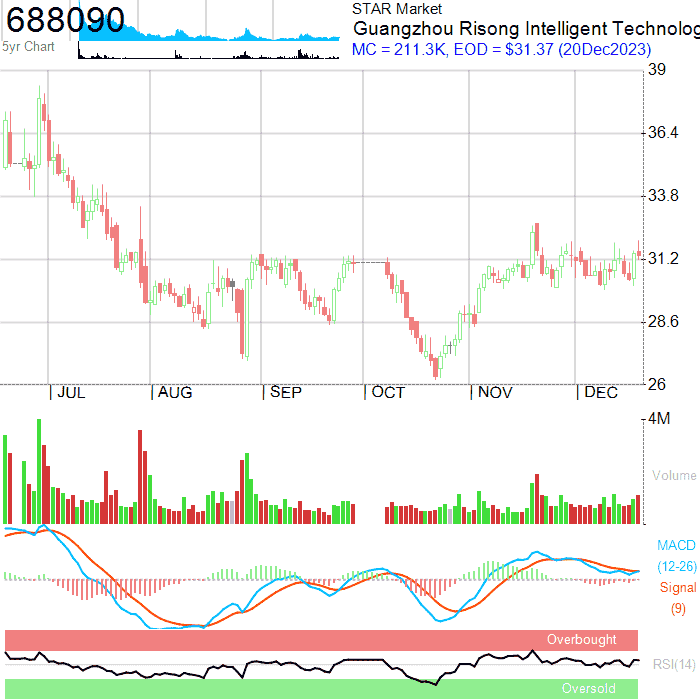 688090
5yr Chart
STAR Market
Guangzhou Risong Intelligent Technolog
MC = 211.3K, EOD = $31.37 (20Dec2023)
39
36.4
33.8
31.2
28.6
26
JUL
AUG
SEP
OCT
NOV
DEC
4M
Volume
MACD
(12-26)
Signal
(9)
Overbought
RSI(14)
Oversold